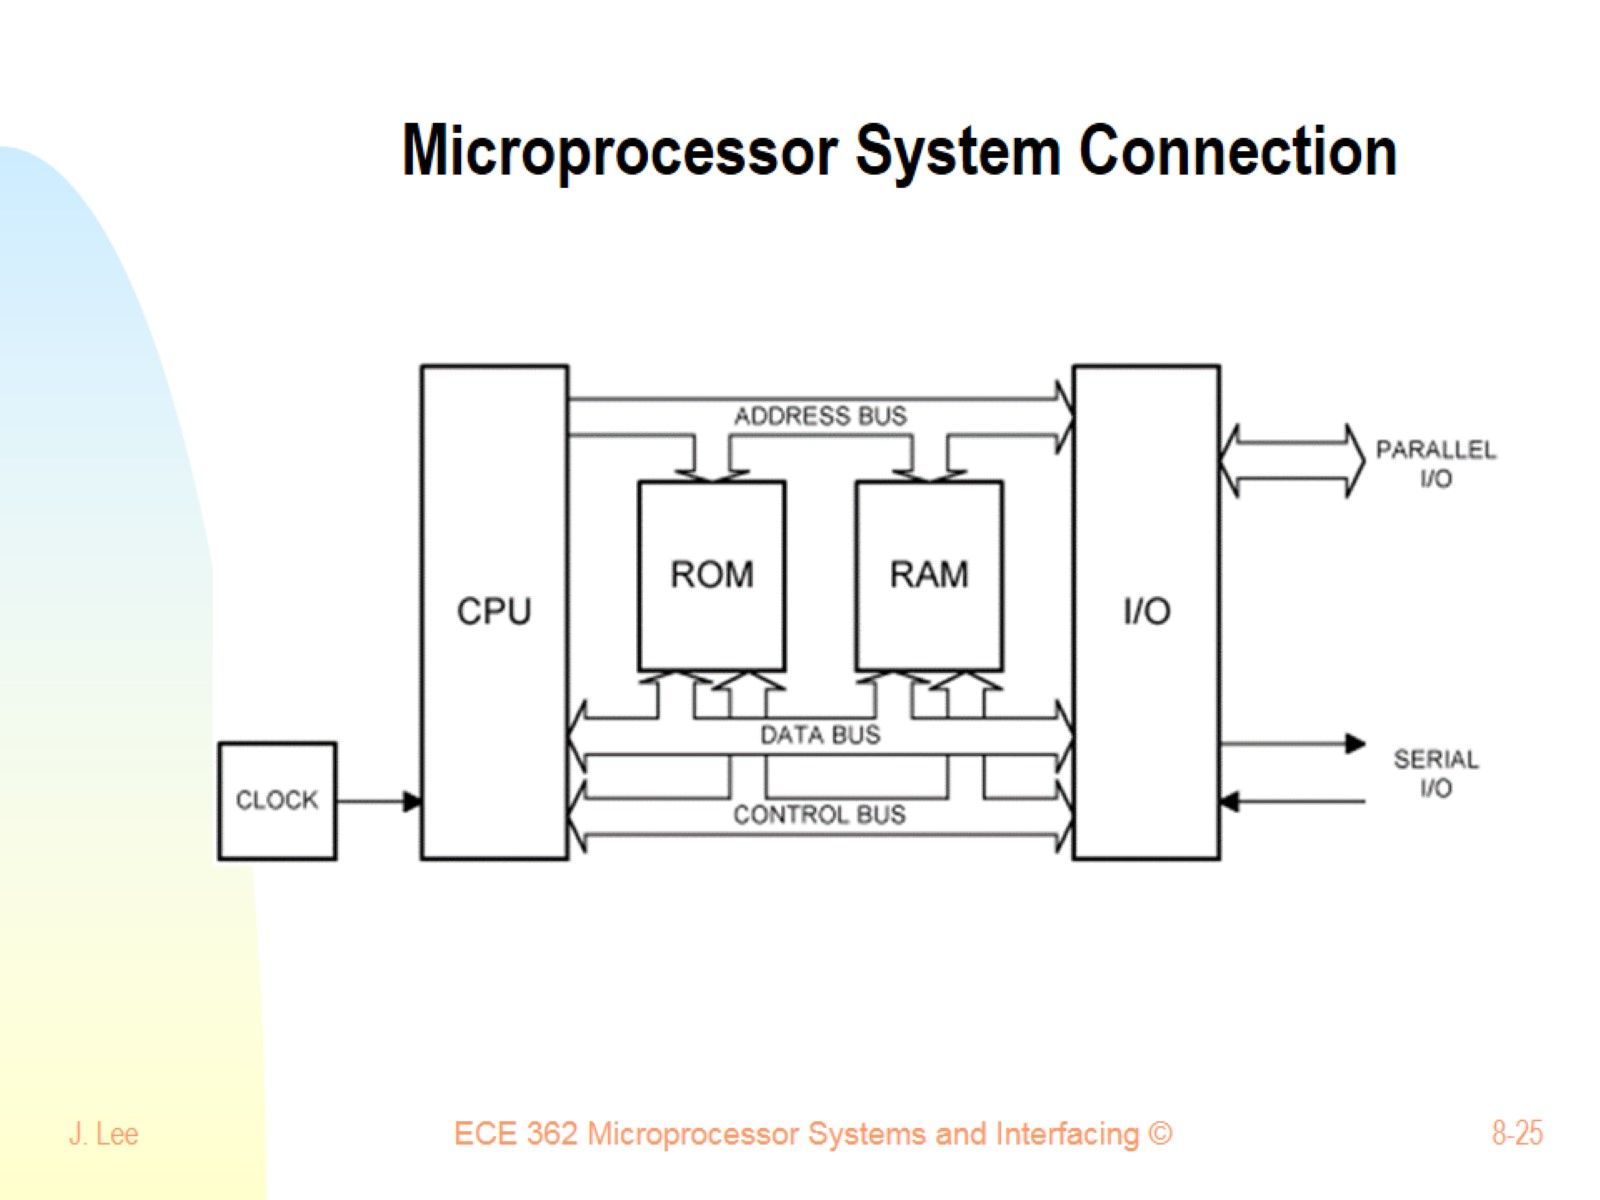 Microprocessor System Connection
ADDRESS BUS
PARALLEL
I/O
ROM
RAM
CPU
I/O
DATA BUS
SERIAL
I/O
CLOCK
CONTROL BUS
J. Lee
ECE 362 Microprocessor Systems and Interfacing ©
8-25